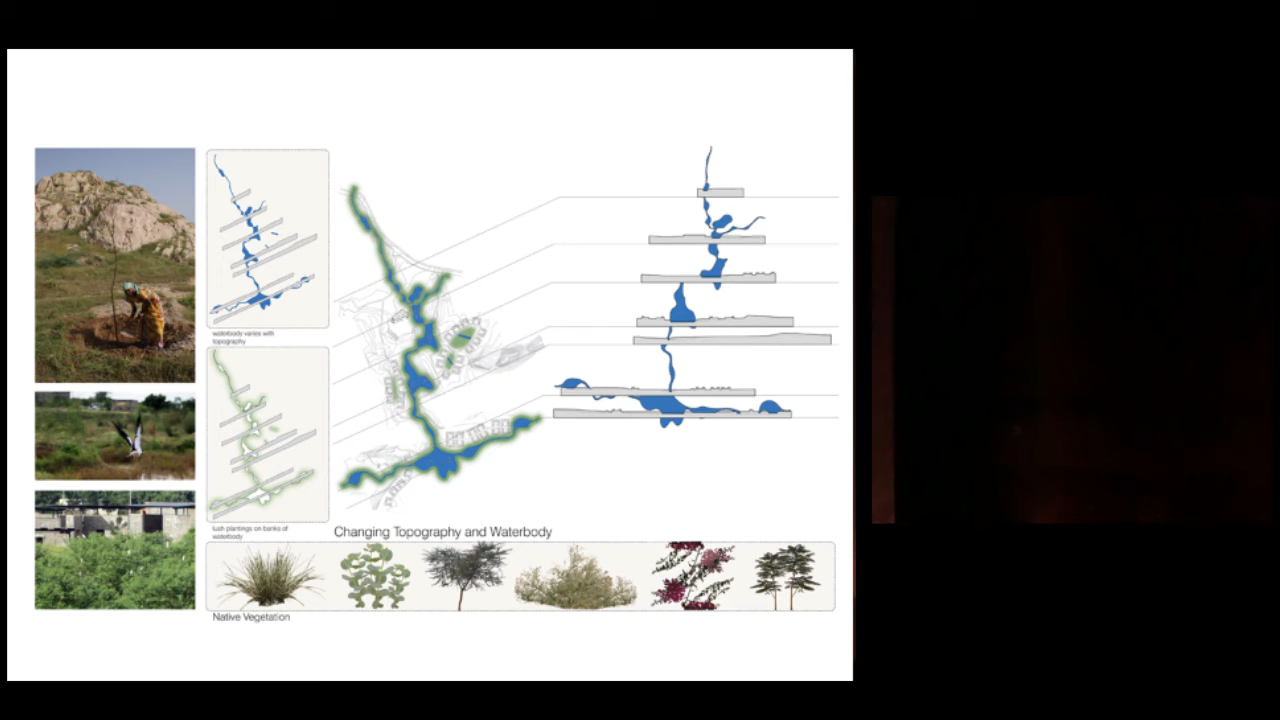 waterbody varies with
topography
lush plantings on banks of
waterbody
Changing Topography and Waterbody
Native Vegetation